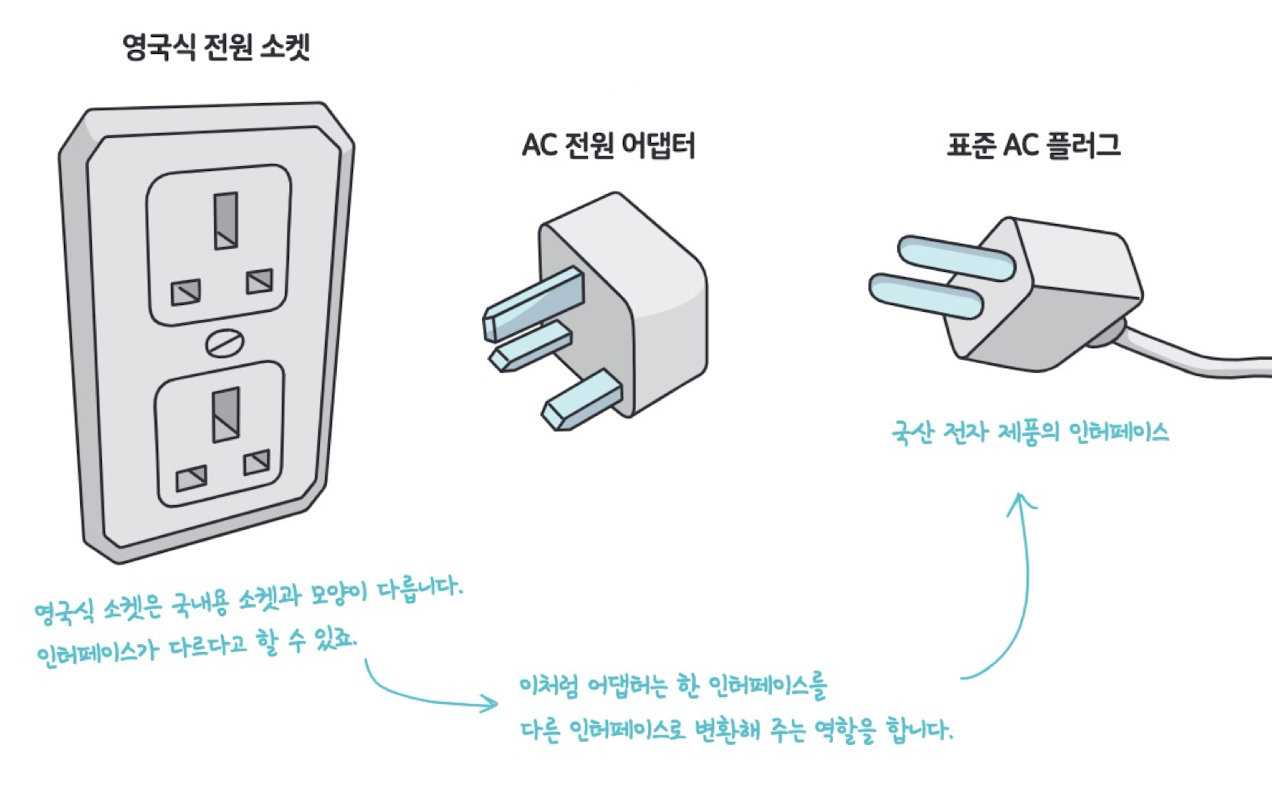 영국식 전원 소켓
AC 전원 어댑터
표준 AC 플러그
국산 전자 제품의 인터페이스
영국식 소켓은 국내용 소켓과 모양이 다릅니다.
인터페이스가 다르다고 할 수 있죠.
이처럼 어댑터는 한 인터페이스를
다른 인터페이스로 변환해 주는 역할을 합니다.